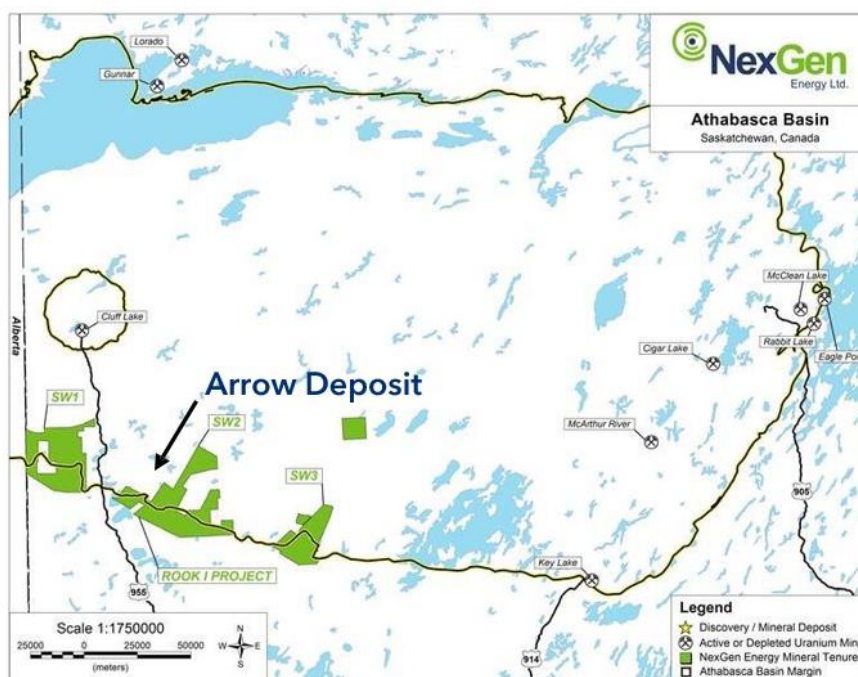 NexGen
Energy Ltd.
Athabasca Basin
Saskatchewan, Canada
Lorado
Gunnar
McClean Lake
Cluff Lake
Alberta
Rabbit Lake
Eagle Poi
Cigar Lake
Arrow Deposit
SW1
SW2
McArthur River
SW3
905
ROOK I PROJECT
Key Lake
955
914
Scale 1:1750000
25000 0 25000 50000
(meters)
N
W E
S
Legend
Discovery / Mineral Deposit
Active or Depleted Uranium Min
NexGen Energy Mineral Tenure
Athabasca Basin Margin